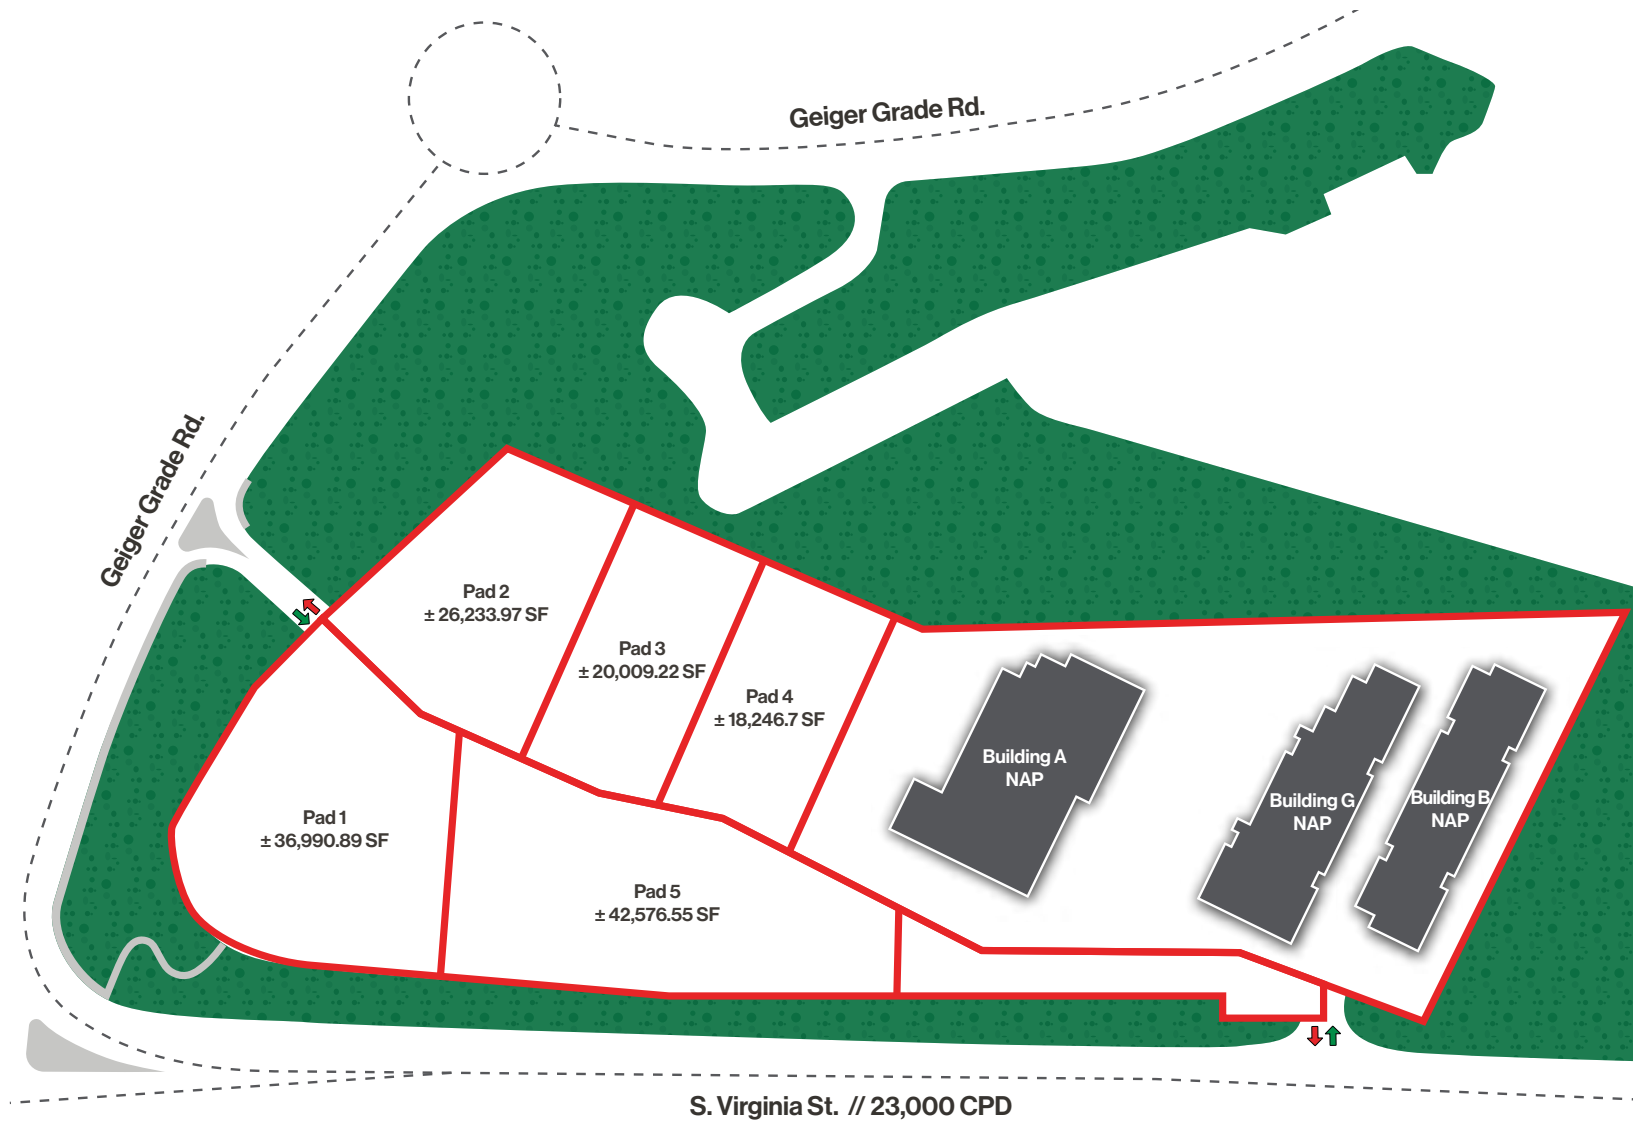 Geiger Grade Rd.
Geiger Grade Rd.
Pad 2
± 26,233.97 SF
Pad 3
± 20,009.22 SF
Pad 4
± 18,246.7 SF
Building A
NAP
Building G
NAP
Building B
NAP
Pad 1
± 36,990.89 SF
Pad 5
± 42,576.55 SF
S. Virginia St. // 23,000 CPD